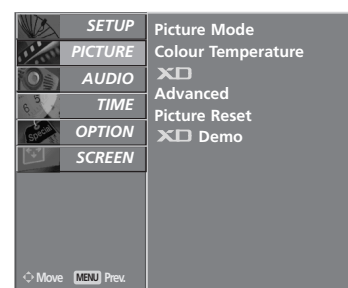 SETUP
PICTURE
AUDIO
TIME
OPTION
SCREEN
Picture Mode
Colour Temperature
XD
Advanced
Picture Reset
XD Demo
Special
Move MENU Prev.